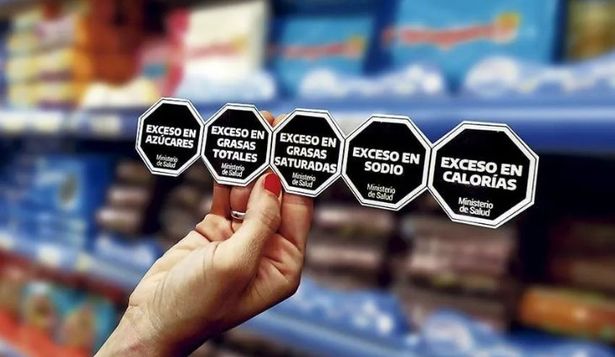 EXCESO EN
AZÚCARES
Ministerio
de Salud
EXCESO EN
GRASAS
TOTALES
Ministerio
de Salud
EXCESO EN
GRASAS
SATURADAS
Ministerio
de Salud
EXCESO EN
SODIO
Ministerio
de Salud
EXCESO EN
CALORÍAS
Ministerio
de Salud